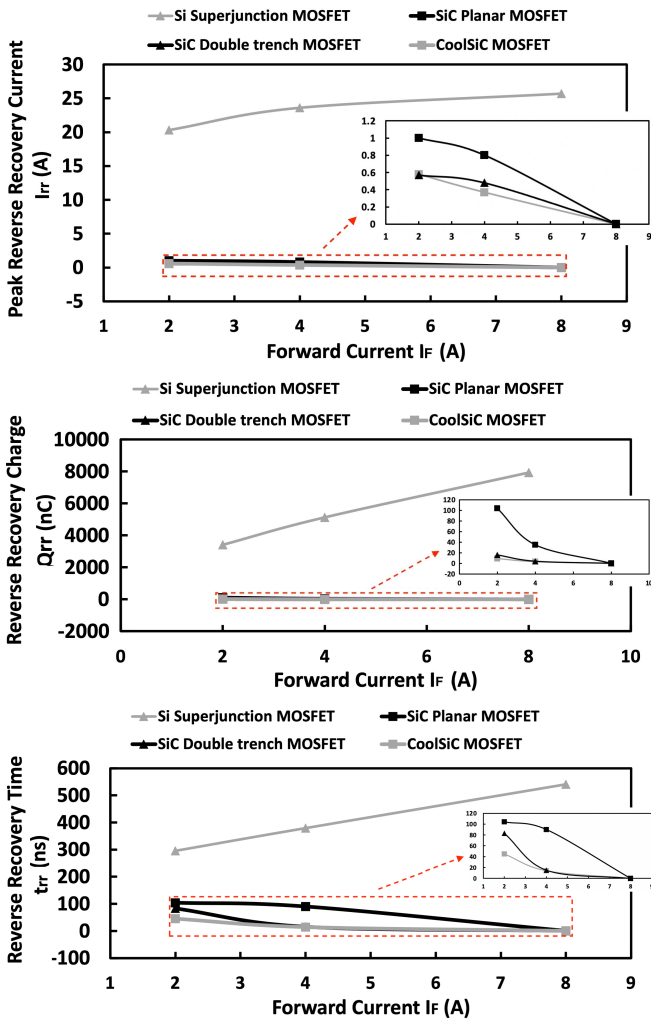 Si Superjunction MOSFET SiC Planar MOSFET
SiC Double trench MOSFET CoolSiC MOSFET
Peak Reverse Recovery Current
Irr (A)
30
25
20
15
10
5
0
-5
1 2 3 4 5 6 7 8 9
Forward Current IF (A)
1.2
1
0.8
0.6
0.4
0.2
0
1 2 3 4 5 6 7 8 9
Si Superjunction MOSFET SiC Planar MOSFET
SiC Double trench MOSFET CoolSiC MOSFET
Reverse Recovery Charge
Qrr (nC)
10000
8000
6000
4000
2000
0
-2000
0 2 4 6 8 10
Forward Current IF (A)
120
100
80
60
40
20
0
-20
0 1 2 3 4 5 6 7 8 9 10
Si Superjunction MOSFET SiC Planar MOSFET
SiC Double trench MOSFET CoolSiC MOSFET
Reverse Recovery Time
trr (ns)
600
500
400
300
200
100
0
-100
1 2 3 4 5 6 7 8 9
Forward Current IF (A)
120
100
80
60
40
20
0
1 2 3 4 5 6 7 8 9